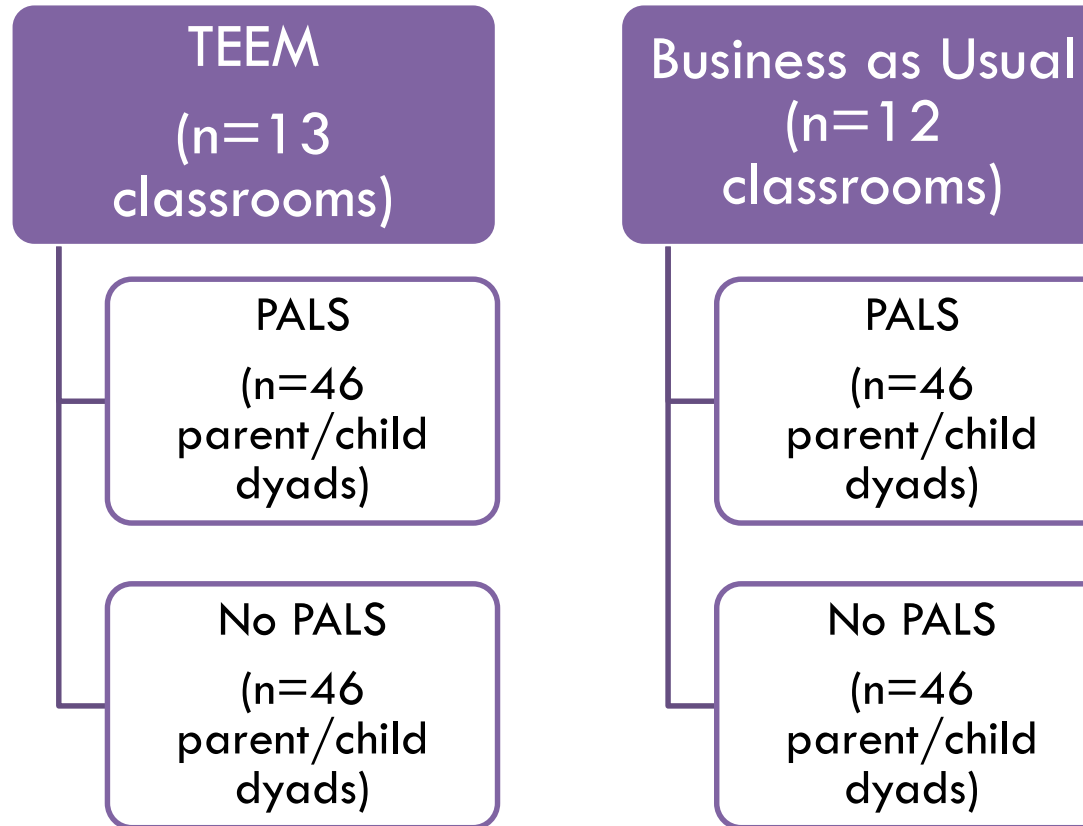 TEEM
(n=13
classrooms)
PALS
(n=46
parent/child
dyads)
No PALS
(n=46
parent/child
dyads)
Business as Usual
(n=12
classrooms)
PALS
(n=46
parent/child
dyads)
No PALS
(n=46
parent/child
dyads)